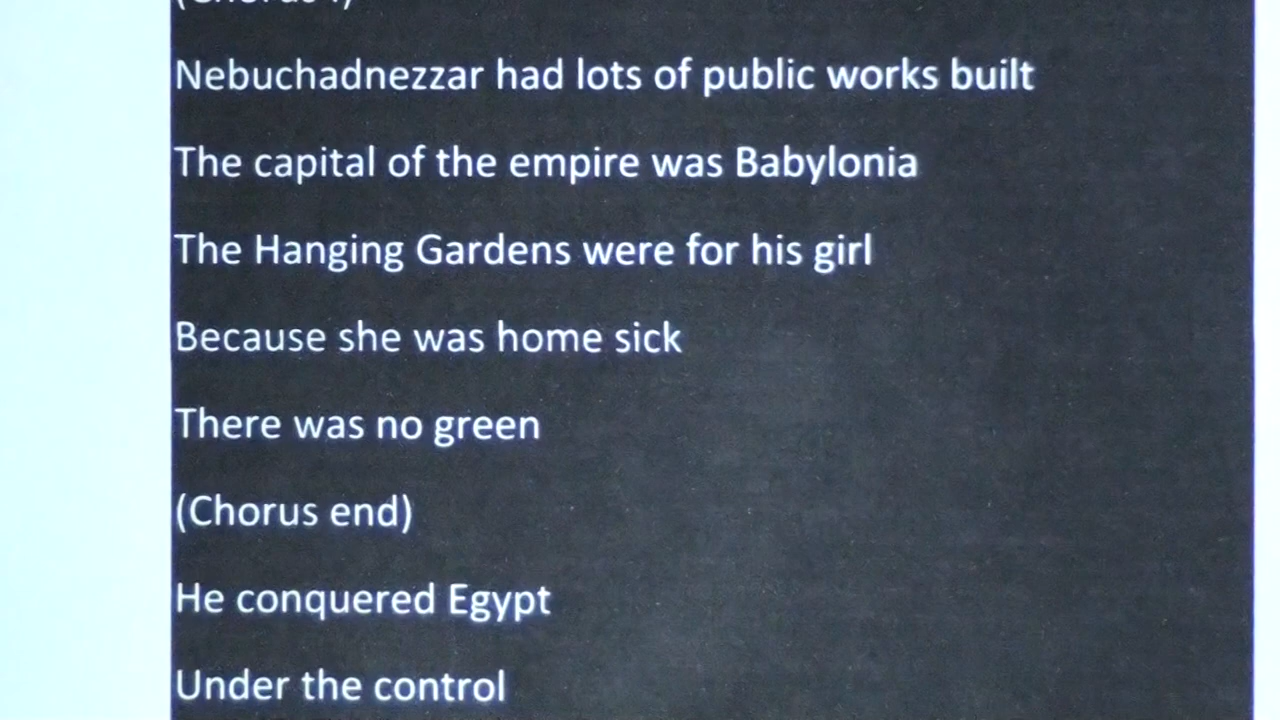 Nebuchadnezzar had lots of public works built
The capital of the empire was Babylonia
The Hanging Gardens were for his girl
Because she was home sick
There was no green
(Chorus end)
He conquered Egypt
Under the control